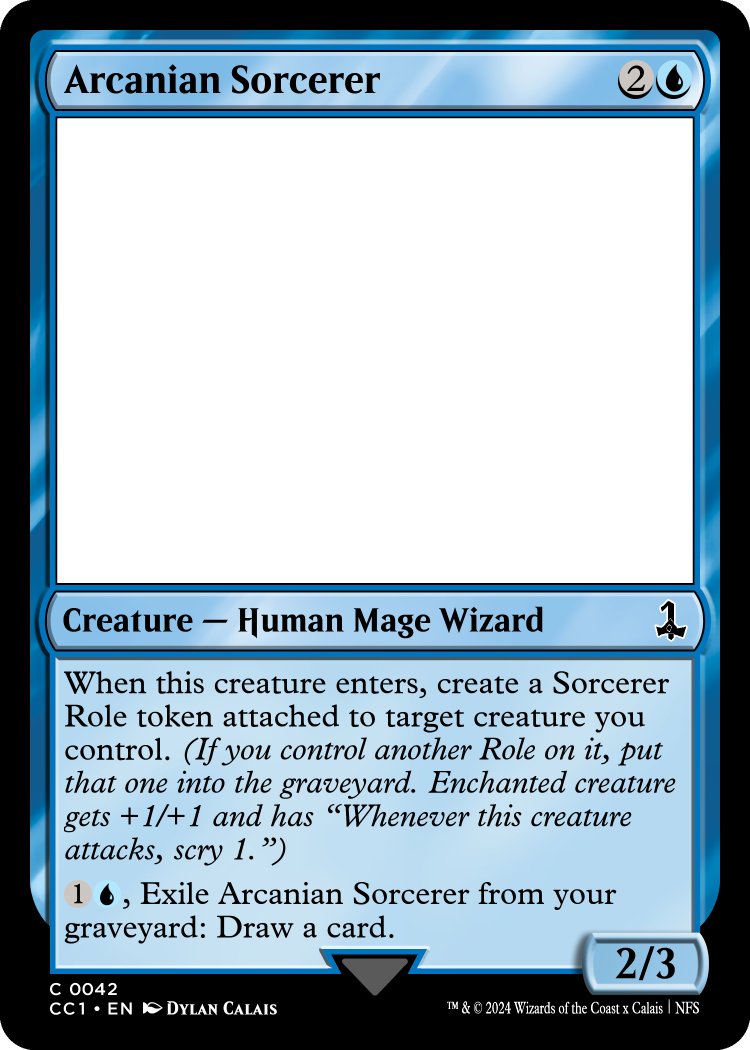 Arcanian Sorcerer 2
Creature — Human Mage Wizard
When this creature enters, create a Sorcerer
Role token attached to target creature you
control. (If you control another Role on it, put
that one into the graveyard. Enchanted creature
gets +1/+1 and has “Whenever this creature
attacks, scry 1.”)
1 , Exile Arcanian Sorcerer from your
graveyard: Draw a card.
2/3
C 0042
CC1 • EN Dylan Calais
™ & © 2024 Wizards of the Coast x Calais | NFS